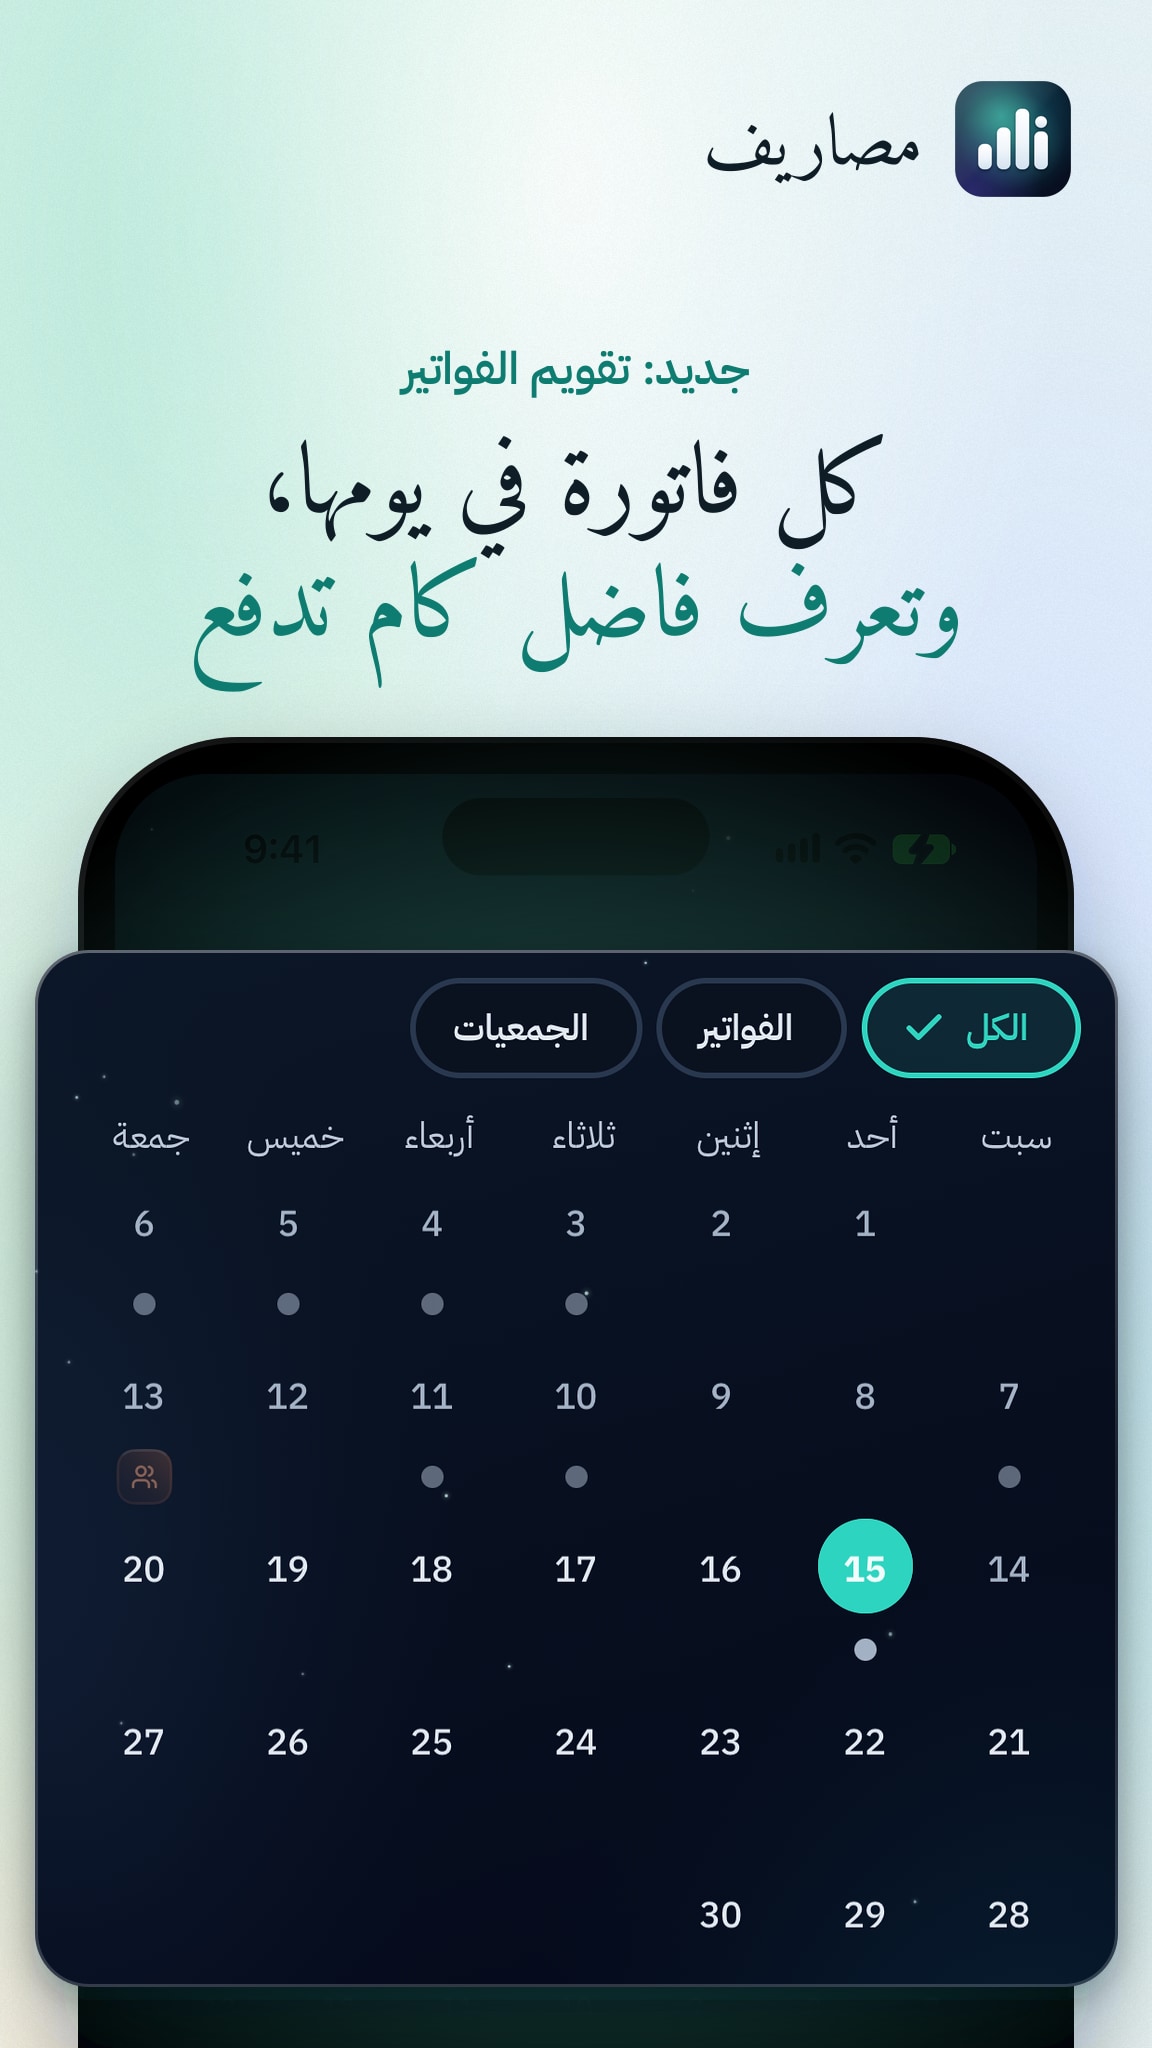 مصاريف
جديد: تقويم الفواتير
كل فاتورة في يومها،
وتعرف فاضل كام تدفع
9:41
الكل الفواتير الجمعيات
سبت أحد إثنين ثلاثاء أربعاء خميس جمعة
1 2 3 4 5 6
7 8 9 10 11 12 13
14 15 16 17 18 19 20
21 22 23 24 25 26 27
28 29 30